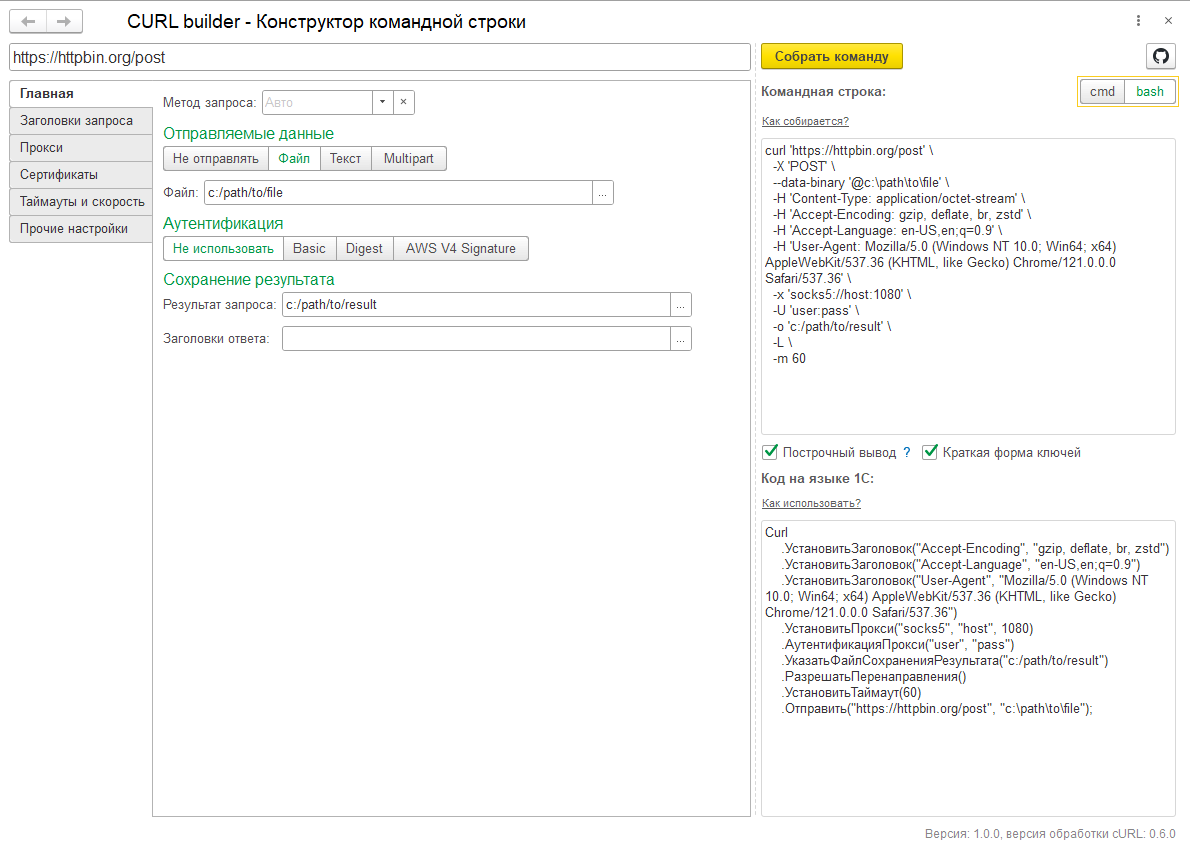 CURL builder - Конструктор командной строки
https://httpbin.org/post
Собрать команду
Главная
Заголовки запроса
Прокси
Сертификаты
Таймауты и скорость
Прочие настройки
Метод запроса: Авто
Отправляемые данные
Не отправлять Файл Текст Multipart
Файл: c:/path/to/file ...
Аутентификация
Не использовать Basic Digest AWS V4 Signature
Сохранение результата
Результат запроса: c:/path/to/result ...
Заголовки ответа: ...
Командная строка: cmd bash
Как собирается?
curl 'https://httpbin.org/post' \
-X 'POST' \
--data-binary '@c:\path\to\file' \
-H 'Content-Type: application/octet-stream' \
-H 'Accept-Encoding: gzip, deflate, br, zstd' \
-H 'Accept-Language: en-US,en;q=0.9' \
-H 'User-Agent: Mozilla/5.0 (Windows NT 10.0; Win64; x64)
AppleWebKit/537.36 (KHTML, like Gecko) Chrome/121.0.0.0
Safari/537.36' \
-x 'socks5://host:1080' \
-U 'user:pass' \
-o 'c:/path/to/result' \
-L \
-m 60
Построчный вывод ? Краткая форма ключей
Код на языке 1С:
Как использовать?
Curl
.УстановитьЗаголовок("Accept-Encoding", "gzip, deflate, br, zstd")
.УстановитьЗаголовок("Accept-Language", "en-US,en;q=0.9")
.УстановитьЗаголовок("User-Agent", "Mozilla/5.0 (Windows NT
10.0; Win64; x64) AppleWebKit/537.36 (KHTML, like Gecko)
Chrome/121.0.0.0 Safari/537.36")
.УстановитьПрокси("socks5", "host", 1080)
.АутентификацияПрокси("user", "pass")
.УказатьФайлСохраненияРезультата("c:/path/to/result")
.РазрешатьПеренаправления()
.УстановитьТаймаут(60)
.Отправить("https://httpbin.org/post", "c:\path\to\file");
Версия: 1.0.0, версия обработки cURL: 0.6.0